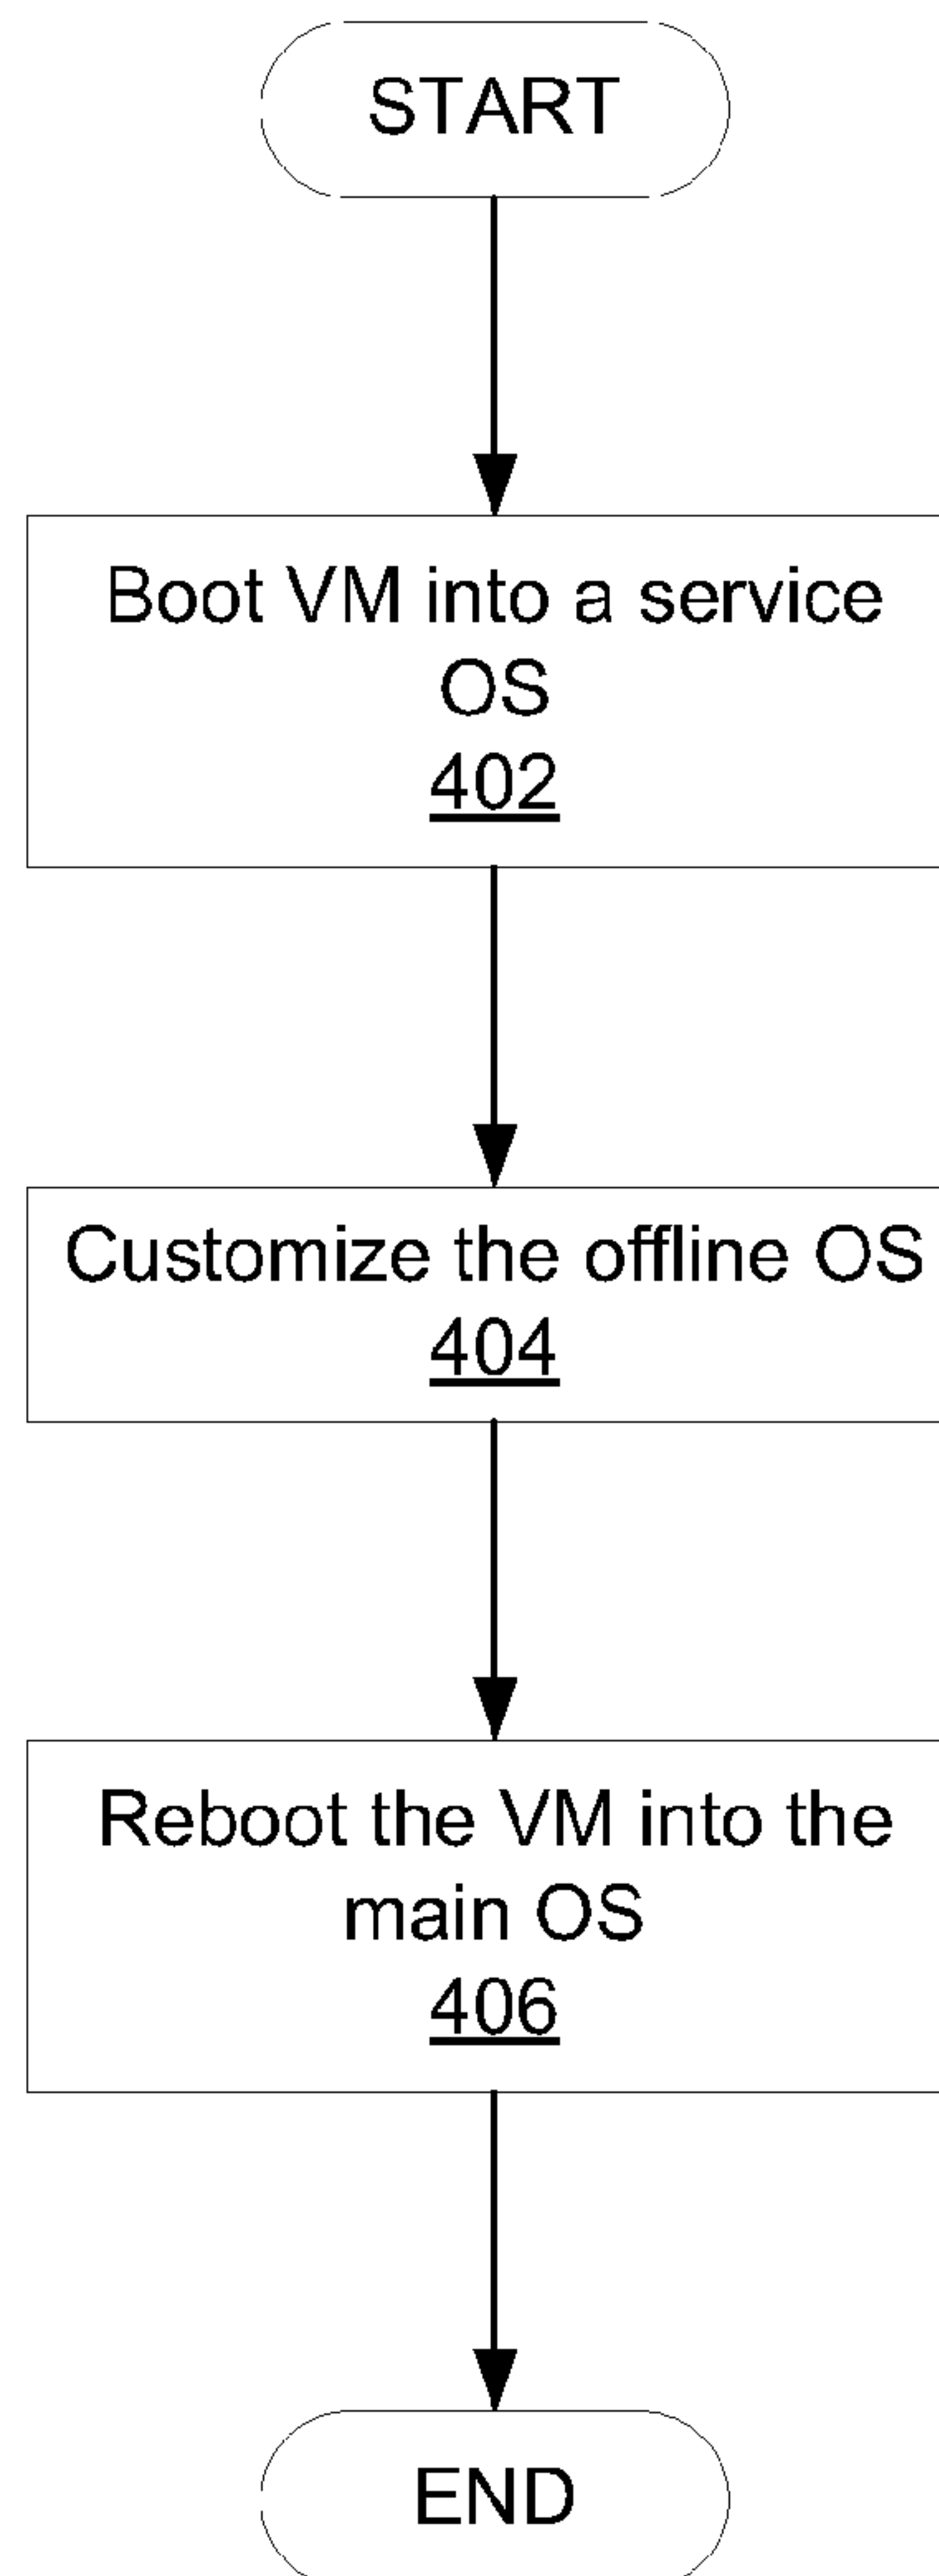 START
Boot VM into a service
OS
402
Customize the offline OS
404
Reboot the VM into the
main OS
406
END